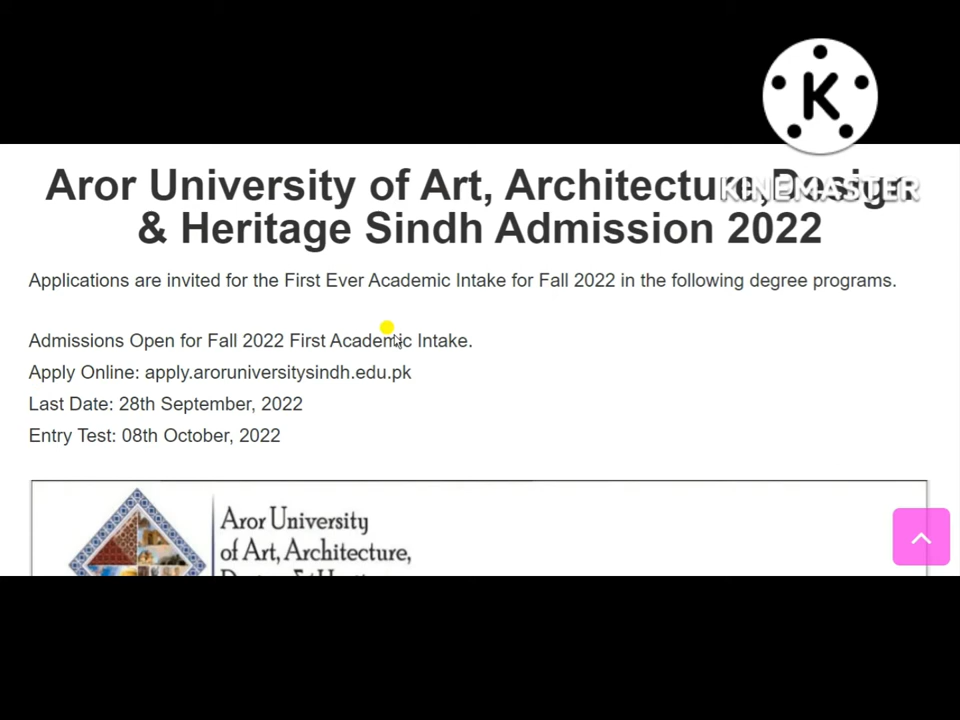 K
KINEMASTER
Aror University of Art, Architecture, Design
& Heritage Sindh Admission 2022
Applications are invited for the First Ever Academic Intake for Fall 2022 in the following degree programs.
Admissions Open for Fall 2022 First Academic Intake.
Apply Online: apply.aroruniversitysindh.edu.pk
Last Date: 28th September, 2022
Entry Test: 08th October, 2022
Aror University
of Art, Architecture,